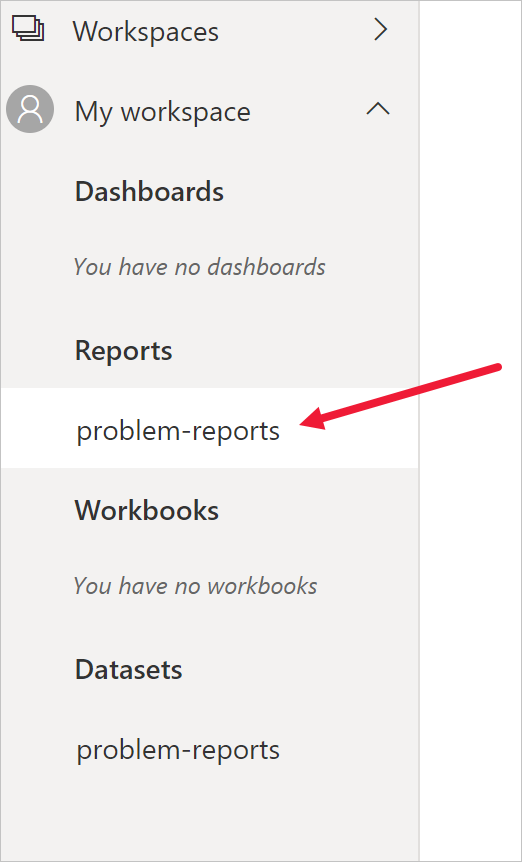 Workspaces
My workspace
Dashboards
You have no dashboards
Reports
problem-reports
Workbooks
You have no workbooks
Datasets
problem-reports